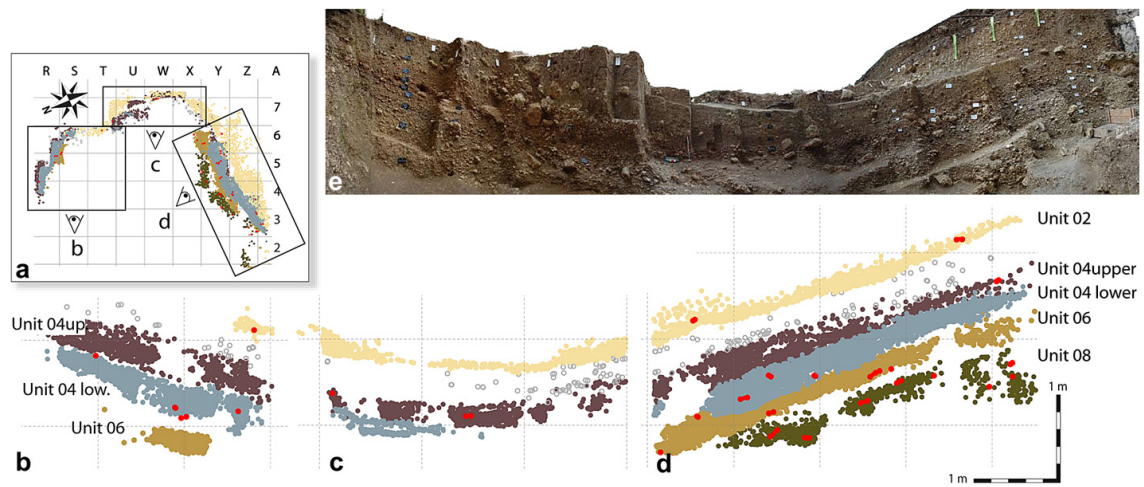 R S T U W X Y Z A
7
6
5
4
3
2
N
c
d
b
a
e
Unit 02
Unit 04upper
Unit 04 lower
Unit 06
Unit 08
Unit 04up.
Unit 04 low.
Unit 06
1 m
1 m
b
c
d